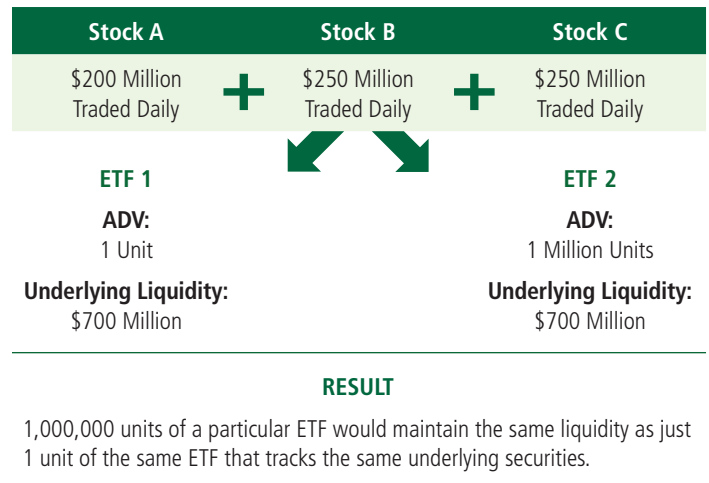 Stock A Stock B Stock C
$200 Million + $250 Million + $250 Million
Traded Daily Traded Daily Traded Daily
ETF 1 ETF 2
ADV: ADV:
1 Unit 1 Million Units
Underlying Liquidity: Underlying Liquidity:
$700 Million $700 Million
RESULT
1,000,000 units of a particular ETF would maintain the same liquidity as just
1 unit of the same ETF that tracks the same underlying securities.